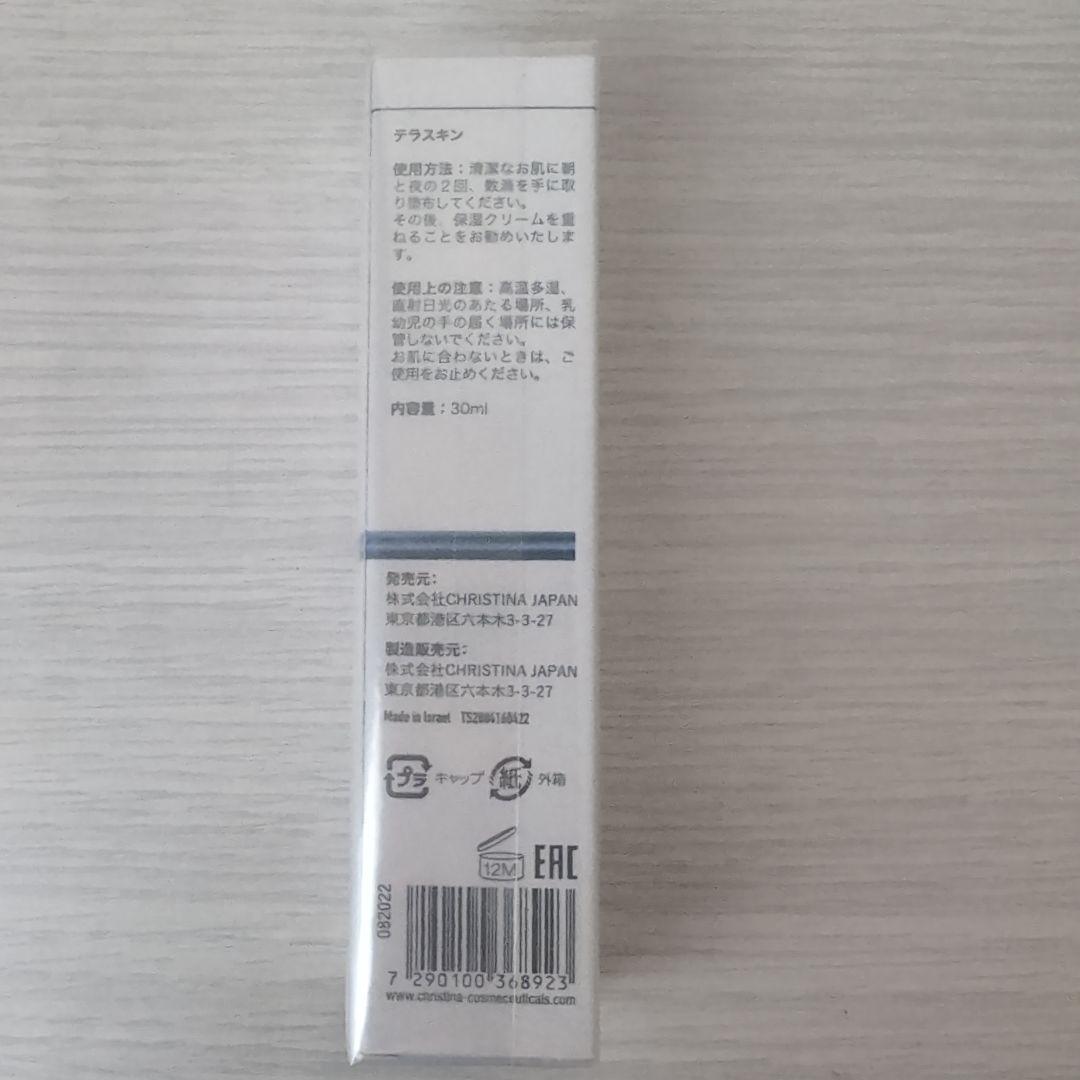 テラスキン
使用方法：清潔なお肌に朝
と夜の２回、数滴を手に取
り塗布してください。
その後、保湿クリームを重
ねることをお勧めいたしま
す。
使用上の注意：高温多湿、
直射日光のあたる場所、乳
幼児の手の届く場所には保
管しないでください。
お肌に合わないときは、ご
使用をお止めください。
内容量：30ml
発売元：
株式会社CHRISTINA JAPAN
東京都港区六本木3-3-27
製造販売元：
株式会社CHRISTINA JAPAN
東京都港区六本木3-3-27
Made in Israel
プラ キャップ 紙 外箱
12M EAC
082022
7 290100 368923
www.christina-cosmeceuticals.com